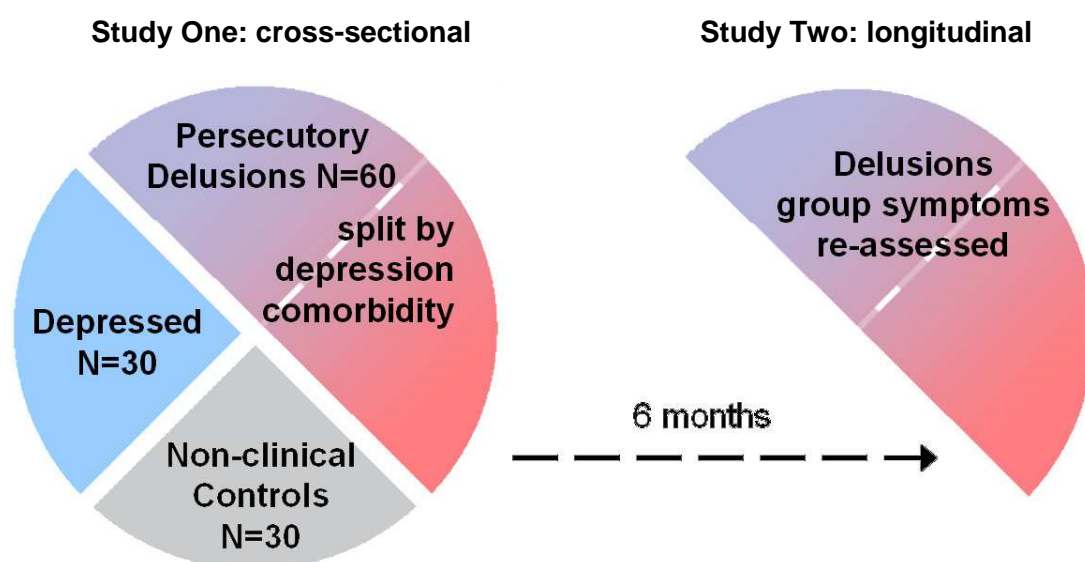 Study One: cross-sectional
Study Two: longitudinal
Persecutory
Delusions N=60
split by
depression
comorbidity
Depressed
N=30
Non-clinical
Controls
N=30
6 months
Delusions
group symptoms
re-assessed